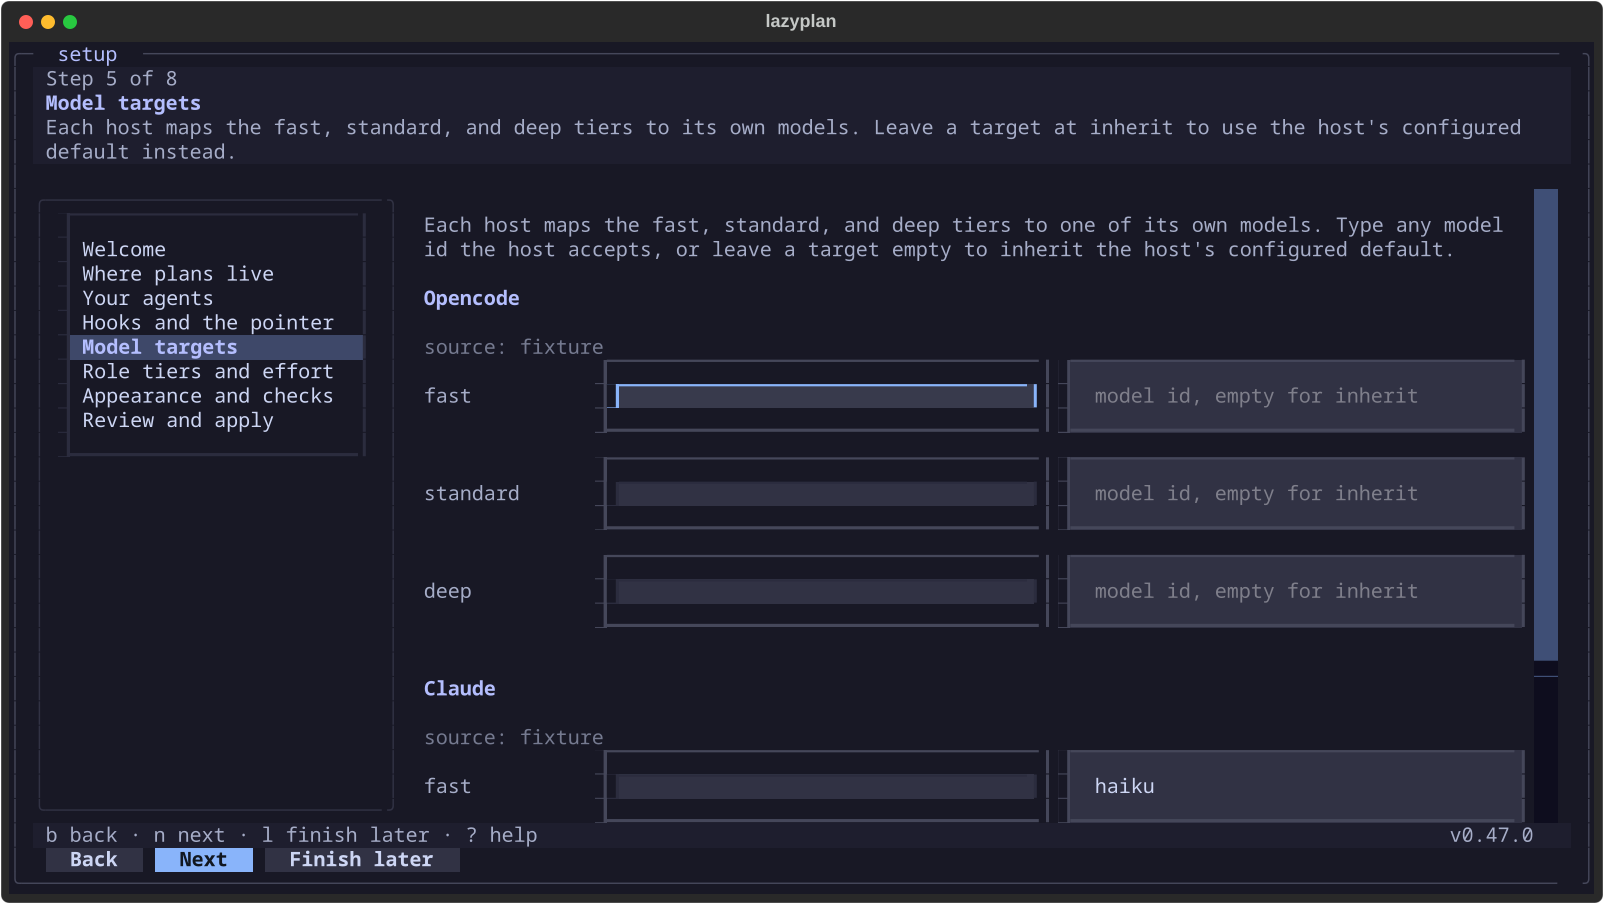 lazyplan
setup
Step 5 of 8
Model targets
Each host maps the fast, standard, and deep tiers to its own models. Leave a target at inherit to use the host's configured
default instead.
Welcome
Where plans live
Your agents
Hooks and the pointer
Model targets
Role tiers and effort
Appearance and checks
Review and apply
Each host maps the fast, standard, and deep tiers to one of its own models. Type any model
id the host accepts, or leave a target empty to inherit the host's configured default.
Opencode
source: fixture
fast model id, empty for inherit
standard model id, empty for inherit
deep model id, empty for inherit
Claude
source: fixture
fast haiku
b back · n next · l finish later · ? help v0.47.0
Back Next Finish later